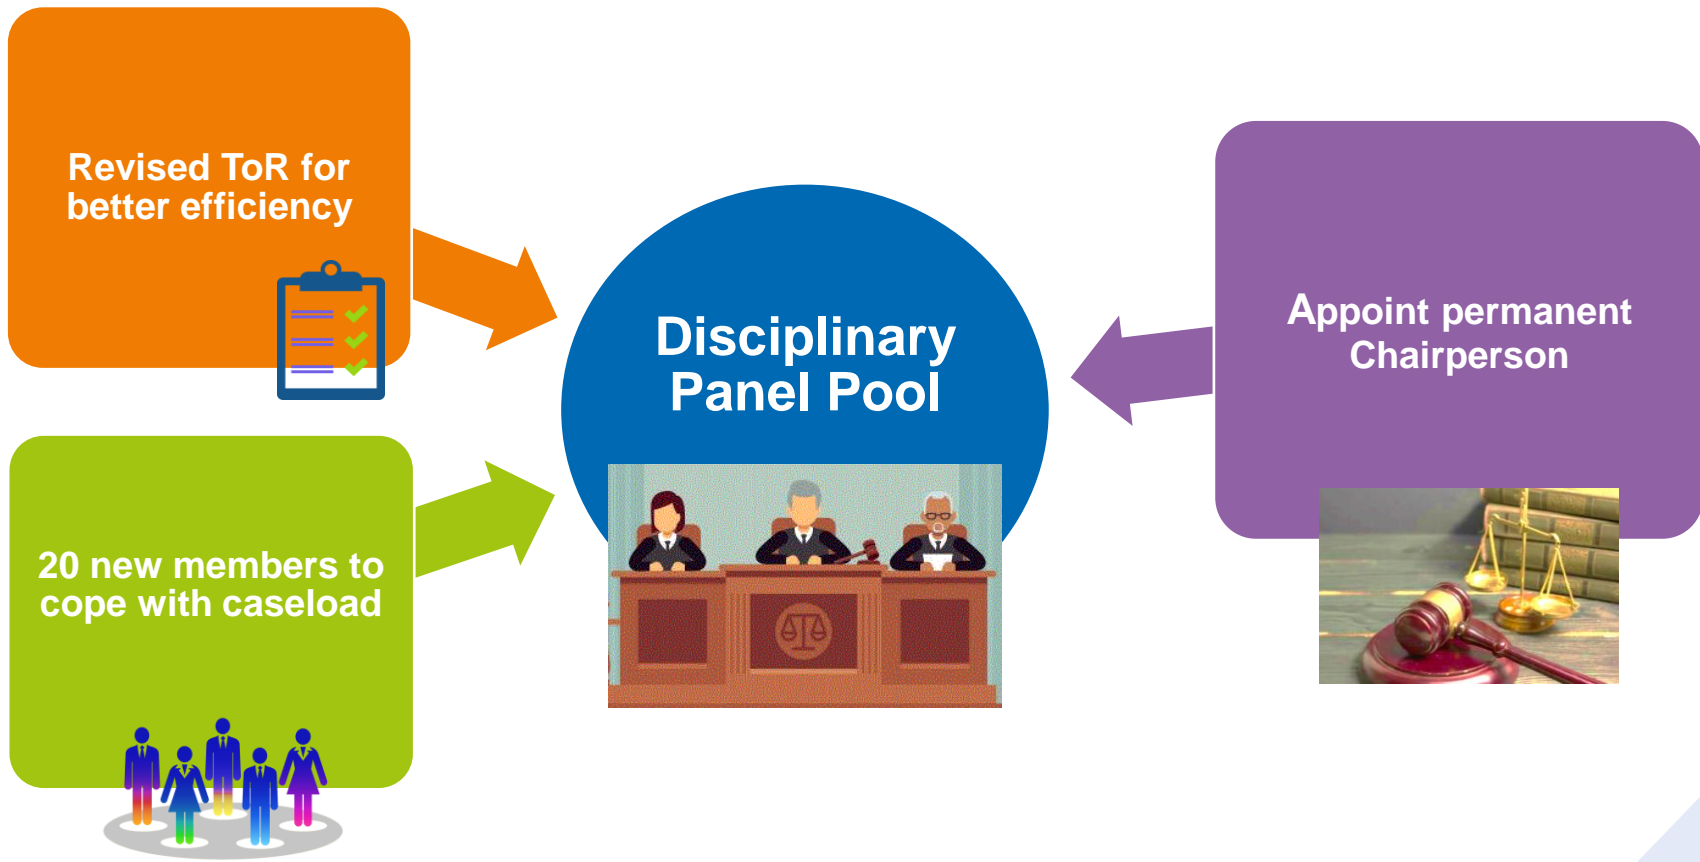 Revised ToR for
better efficiency
20 new members to
cope with caseload
Disciplinary
Panel Pool
Appoint permanent
Chairperson